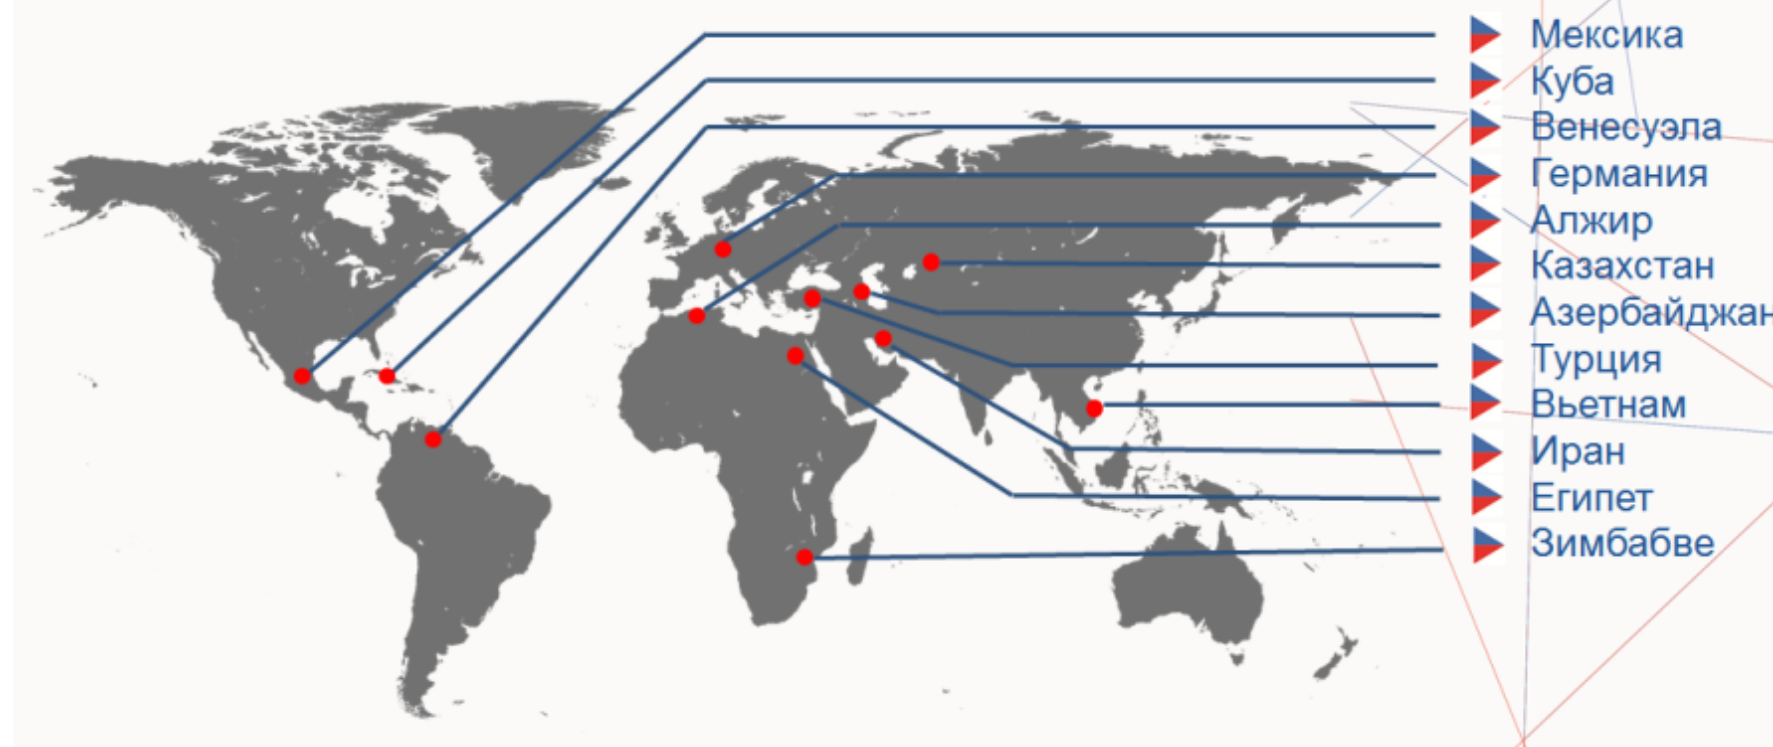 Мексика
Куба
Венесуэла
Германия
Алжир
Казахстан
Азербайджан
Турция
Вьетнам
Иран
Египет
Зимбабве